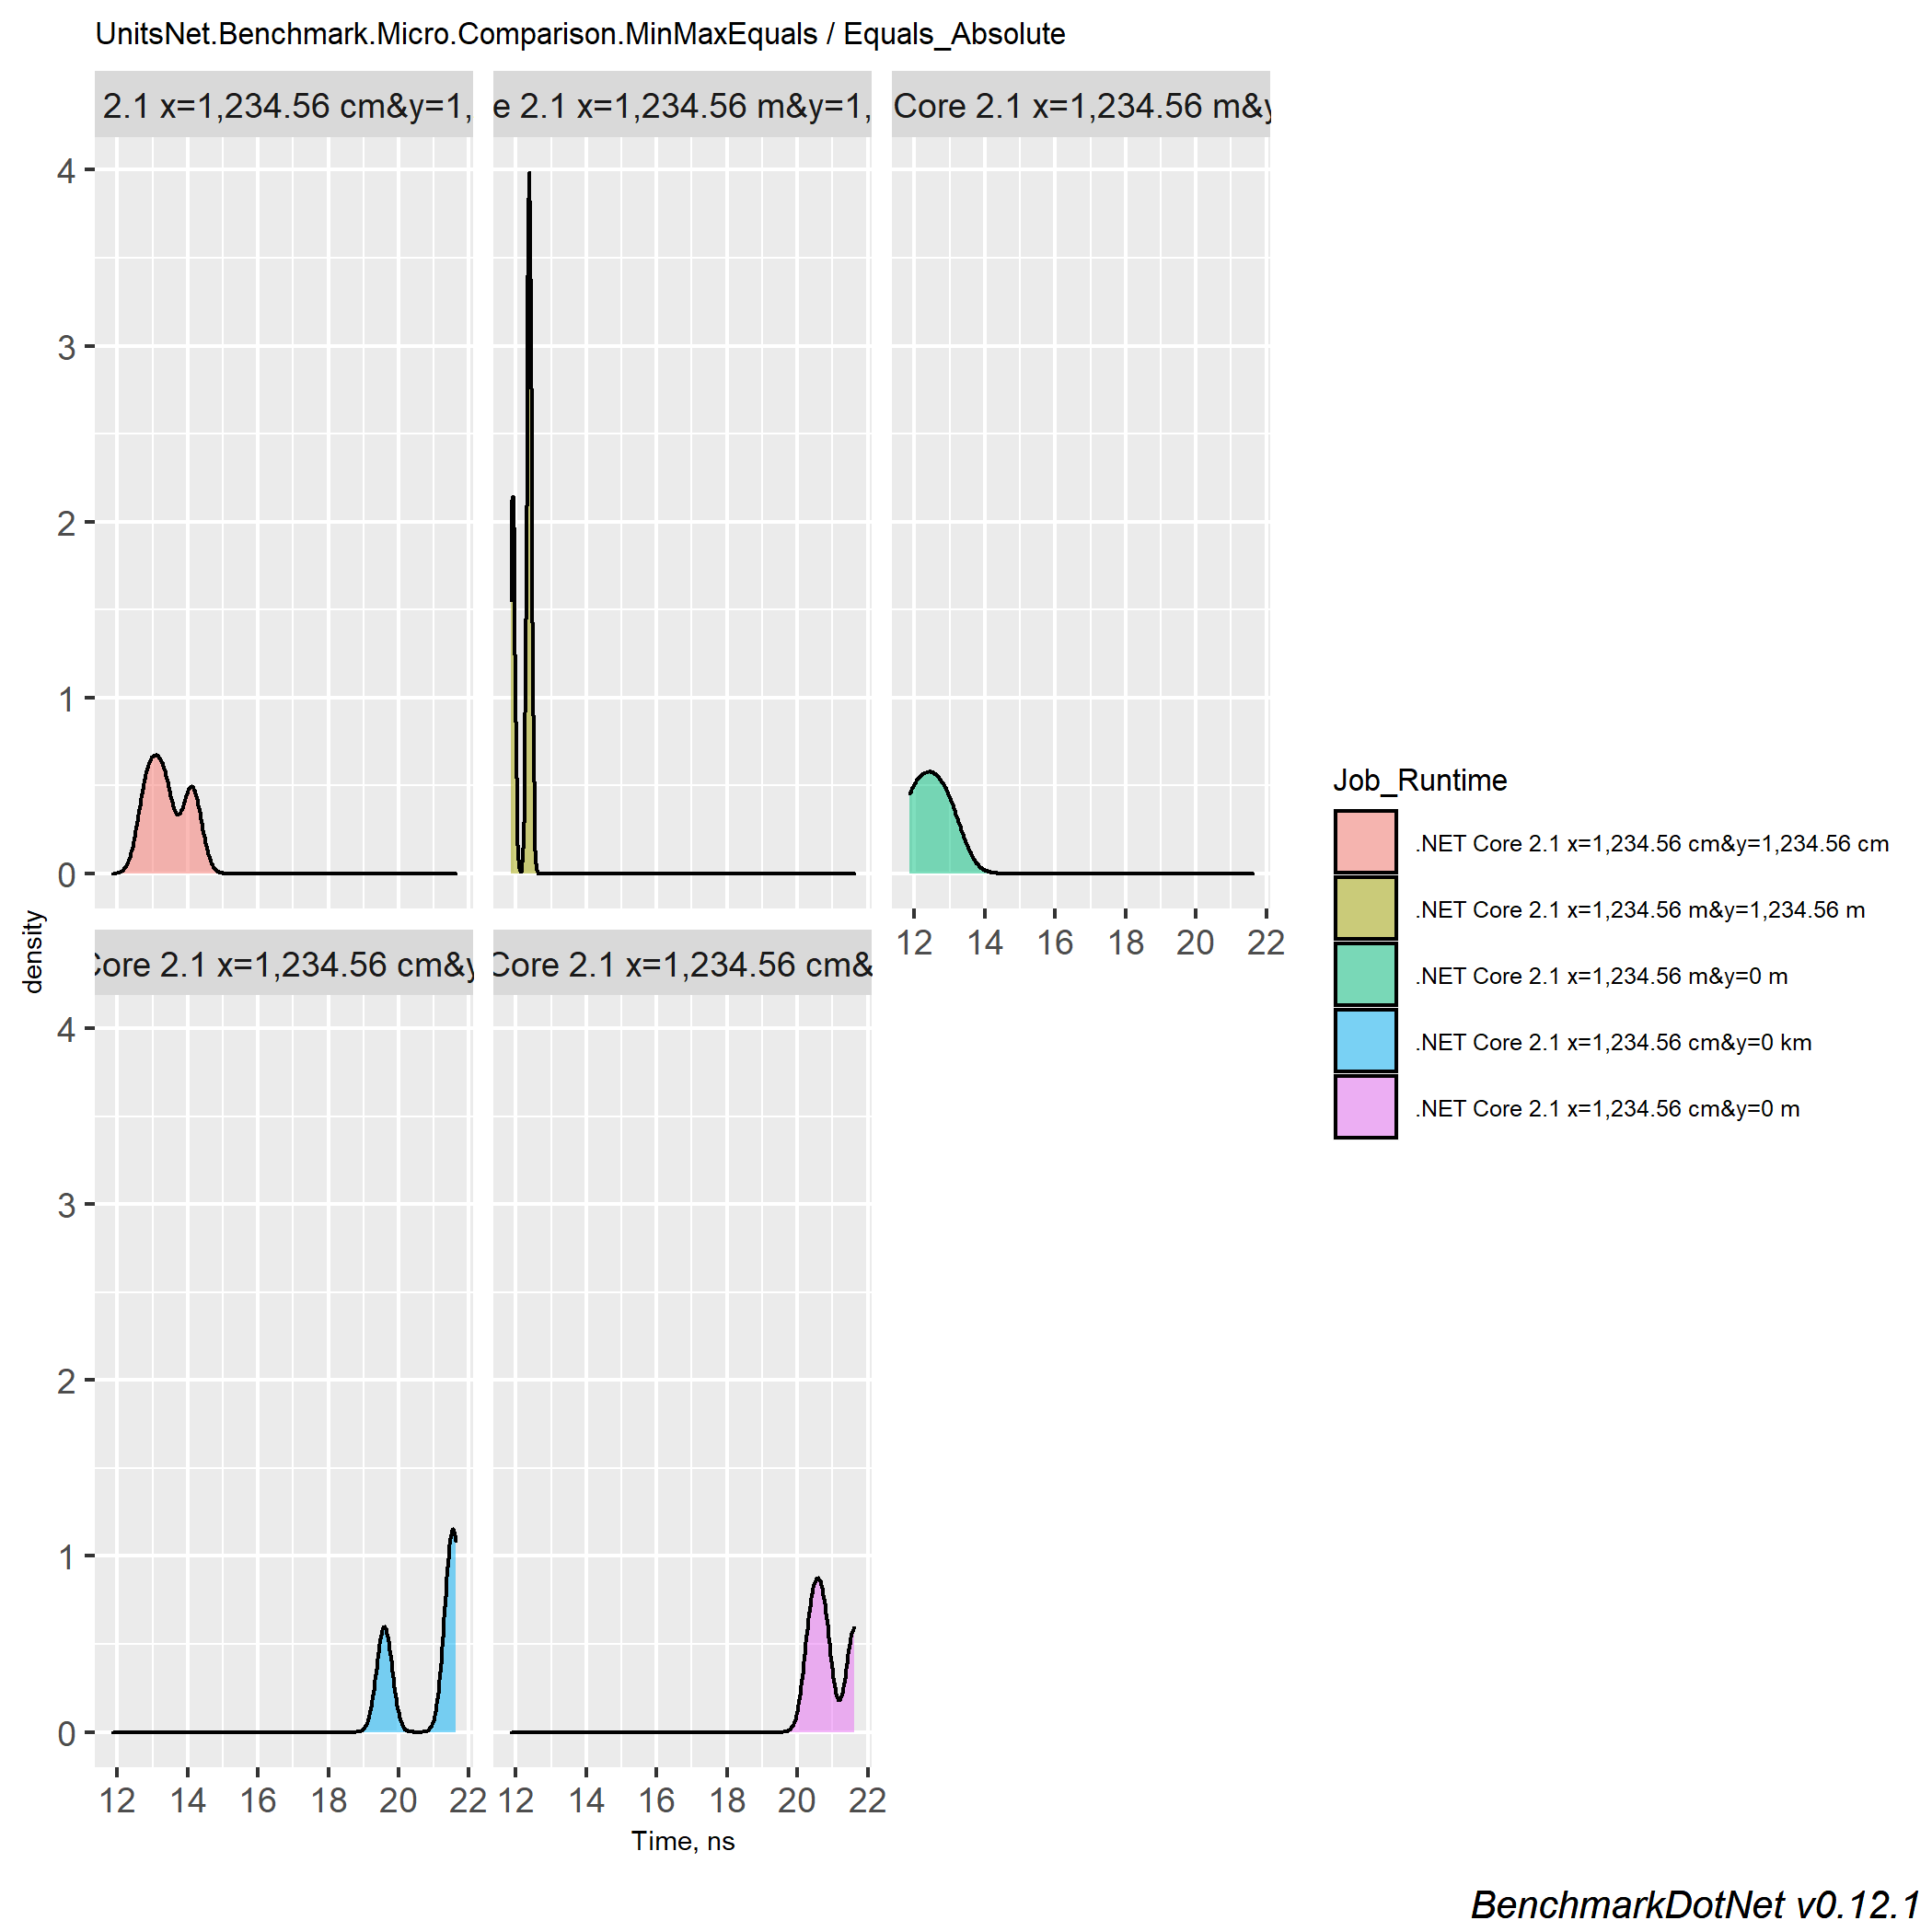 UnitsNet.Benchmark.Micro.Comparison.MinMaxEquals / Equals_Absolute
2.1 x=1,234.56 cm&y=1,
e 2.1 x=1,234.56 m&y=1,
Core 2.1 x=1,234.56 m&y
4
3
2
1
0
12 14 16 18 20 22
Core 2.1 x=1,234.56 cm&y
Core 2.1 x=1,234.56 cm&
4
3
2
1
0
12 14 16 18 20 22
12 14 16 18 20 22
density
Time, ns
Job_Runtime
.NET Core 2.1 x=1,234.56 cm&y=1,234.56 cm
.NET Core 2.1 x=1,234.56 m&y=1,234.56 m
.NET Core 2.1 x=1,234.56 m&y=0 m
.NET Core 2.1 x=1,234.56 cm&y=0 km
.NET Core 2.1 x=1,234.56 cm&y=0 m
BenchmarkDotNet v0.12.1